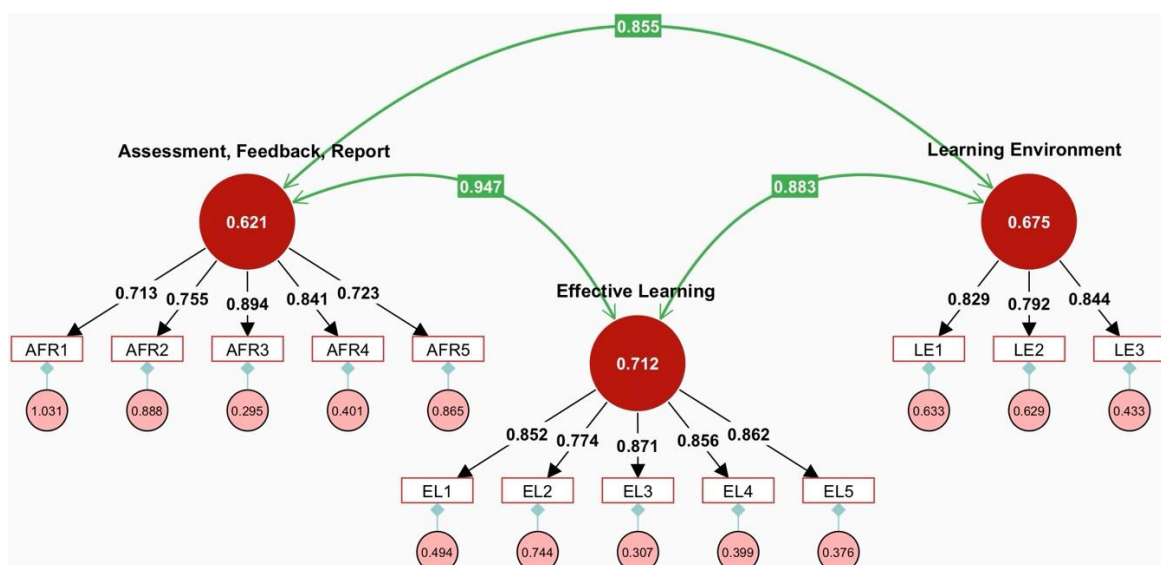 0.855
Assessment, Feedback, Report
Learning Environment
0.947
0.883
0.621
0.675
0.713
0.755
0.894
0.841
0.723
Effective Learning
0.829
0.792
0.844
AFR1
AFR2
AFR3
AFR4
AFR5
0.712
LE1
LE2
LE3
1.031
0.888
0.295
0.401
0.865
0.633
0.629
0.433
0.852
0.774
0.871
0.856
0.862
EL1
EL2
EL3
EL4
EL5
0.494
0.744
0.307
0.399
0.376